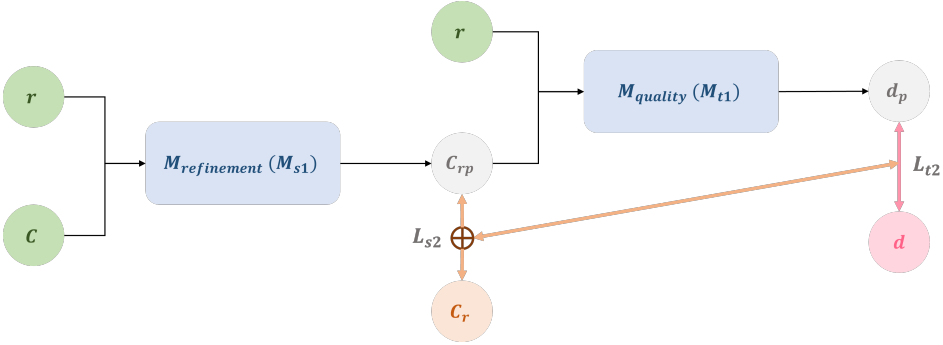 r
r
M_quality (M_t1)
d_p
M_refinement (M_s1)
C_rp
L_t2
C
L_s2
d
C_r